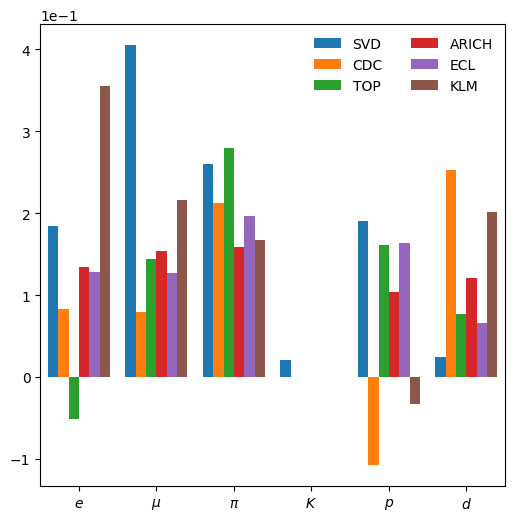 1e−1
SVD ARICH
CDC ECL
TOP KLM
4
3
2
1
0
−1
e μ π K p d